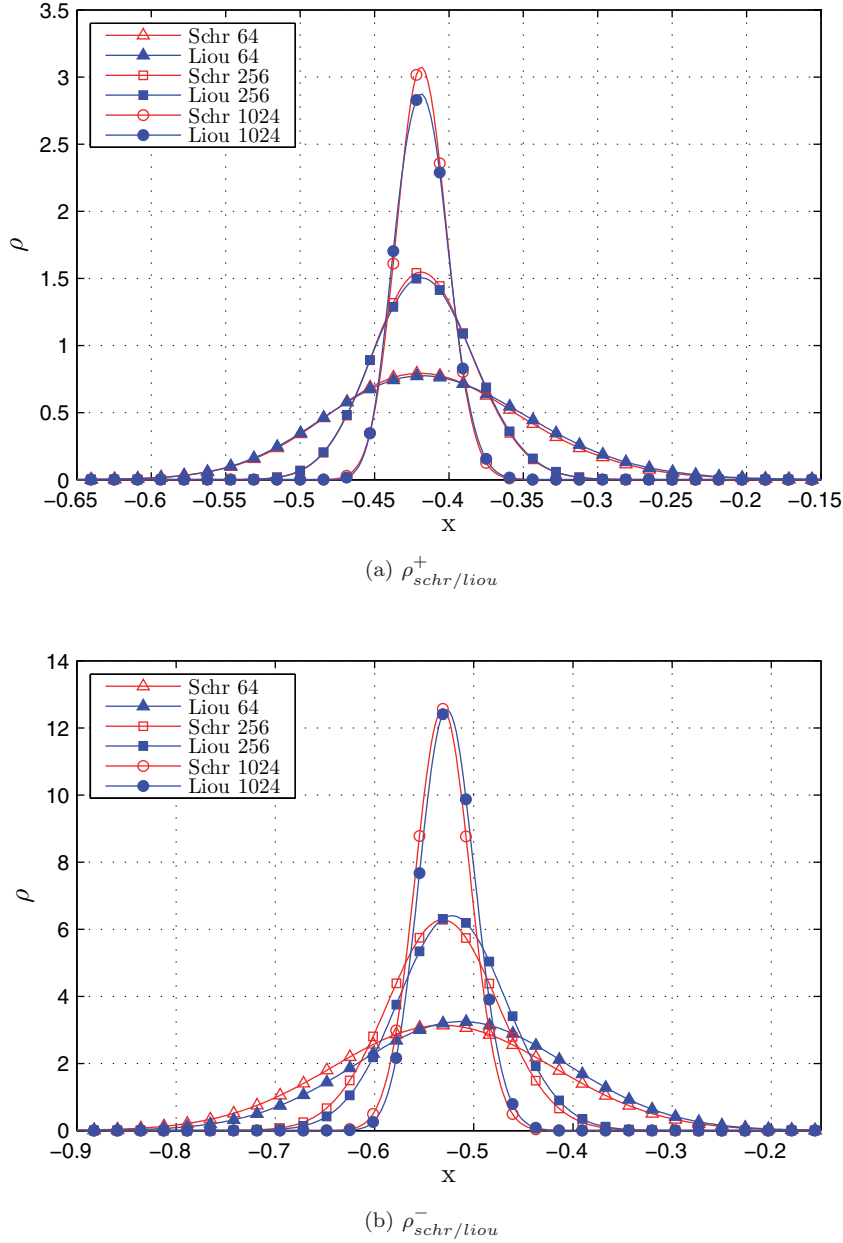 3.5
3
2.5
2
1.5
1
0.5
0
ρ
Schr 64
Liou 64
Schr 256
Liou 256
Schr 1024
Liou 1024
−0.65 −0.6 −0.55 −0.5 −0.45 −0.4 −0.35 −0.3 −0.25 −0.2 −0.15
x
(a) ρ⁺schr/liou
14
12
10
8
6
4
2
0
ρ
Schr 64
Liou 64
Schr 256
Liou 256
Schr 1024
Liou 1024
−0.9 −0.8 −0.7 −0.6 −0.5 −0.4 −0.3 −0.2
x
(b) ρ⁻schr/liou